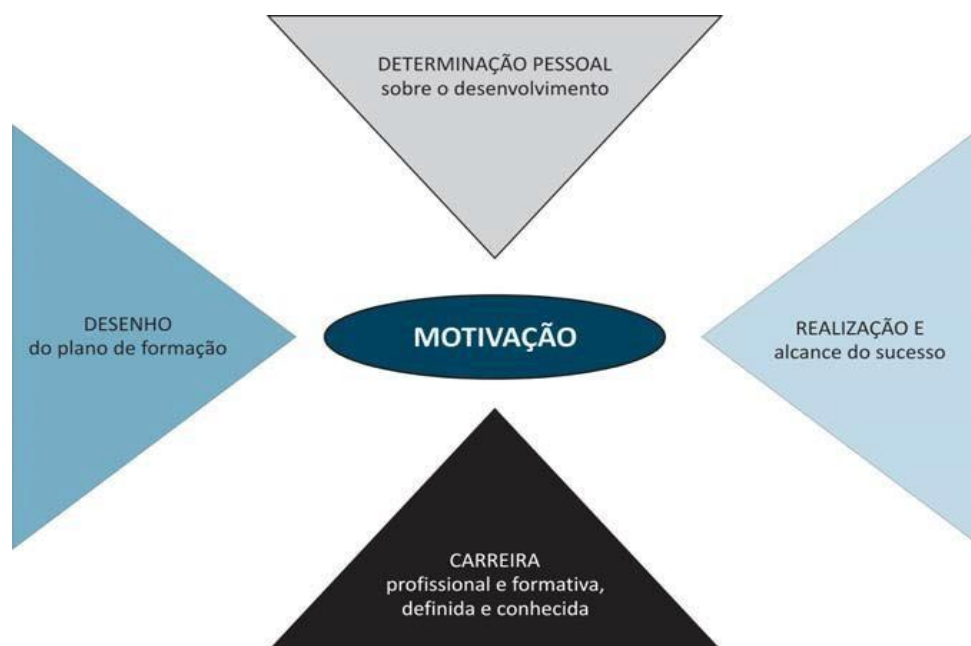 DETERMINAÇÃO PESSOAL
sobre o desenvolvimento
DESENHO
do plano de formação
MOTIVAÇÃO
REALIZAÇÃO E
alcance do sucesso
CARREIRA
profissional e formativa,
definida e conhecida